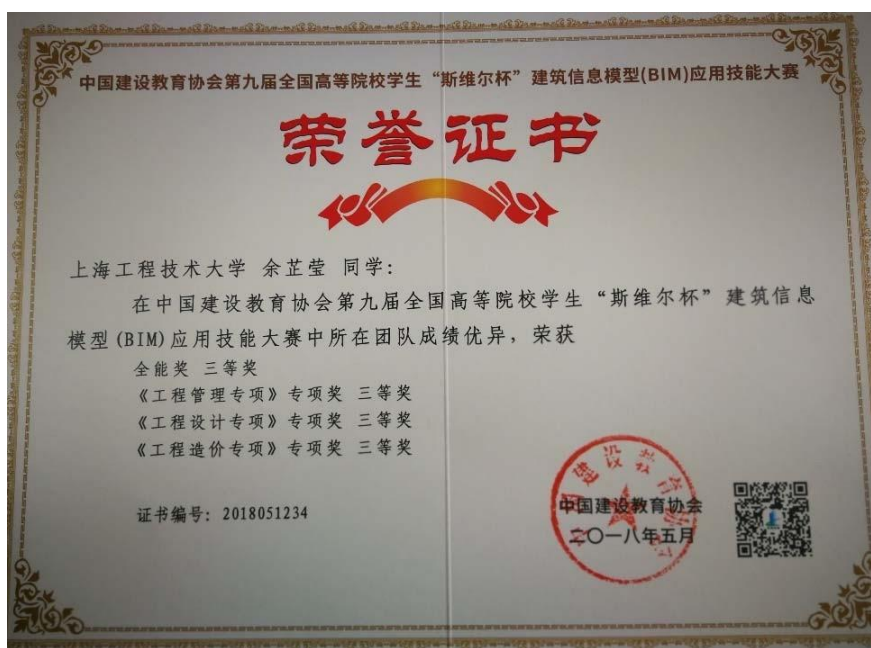 中国建设教育协会第九届全国高等院校学生“斯维尔杯”建筑信息模型(BIM)应用技能大赛
荣誉证书
上海工程技术大学 余芷莹 同学：
在中国建设教育协会第九届全国高等院校学生“斯维尔杯”建筑信息
模型(BIM)应用技能大赛中所在团队成绩优异，荣获
全能奖 三等奖
《工程管理专项》专项奖 三等奖
《工程设计专项》专项奖 三等奖
《工程造价专项》专项奖 三等奖
证书编号：2018051234
中国建设教育协会
中国建设教育协会
二〇一八年五月